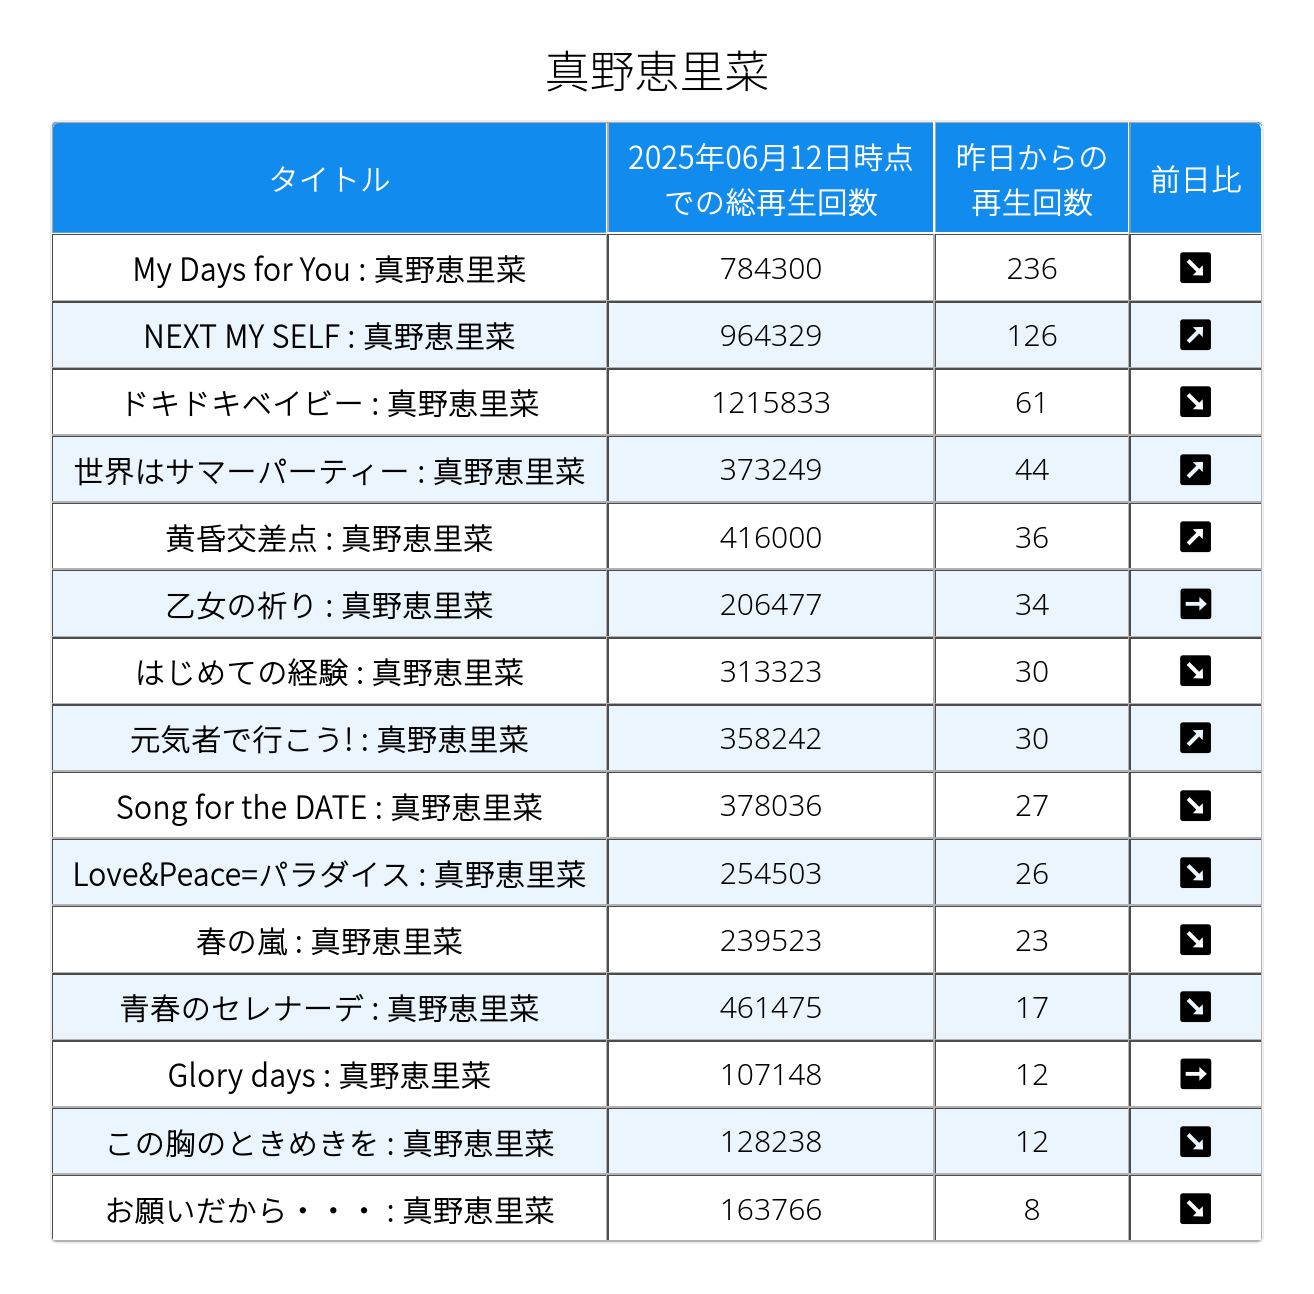 真野恵里菜
タイトル 2025年06月12日時点での総再生回数 昨日からの再生回数 前日比
My Days for You : 真野恵里菜 784300 236 ↘
NEXT MY SELF : 真野恵里菜 964329 126 ↗
ドキドキベイビー : 真野恵里菜 1215833 61 ↘
世界はサマーパーティー : 真野恵里菜 373249 44 ↗
黄昏交差点 : 真野恵里菜 416000 36 ↗
乙女の祈り : 真野恵里菜 206477 34 →
はじめての経験 : 真野恵里菜 313323 30 ↘
元気者で行こう! : 真野恵里菜 358242 30 ↗
Song for the DATE : 真野恵里菜 378036 27 ↘
Love&Peace=パラダイス : 真野恵里菜 254503 26 ↘
春の嵐 : 真野恵里菜 239523 23 ↘
青春のセレナーデ : 真野恵里菜 461475 17 ↘
Glory days : 真野恵里菜 107148 12 →
この胸のときめきを : 真野恵里菜 128238 12 ↘
お願いだから・・・ : 真野恵里菜 163766 8 ↘